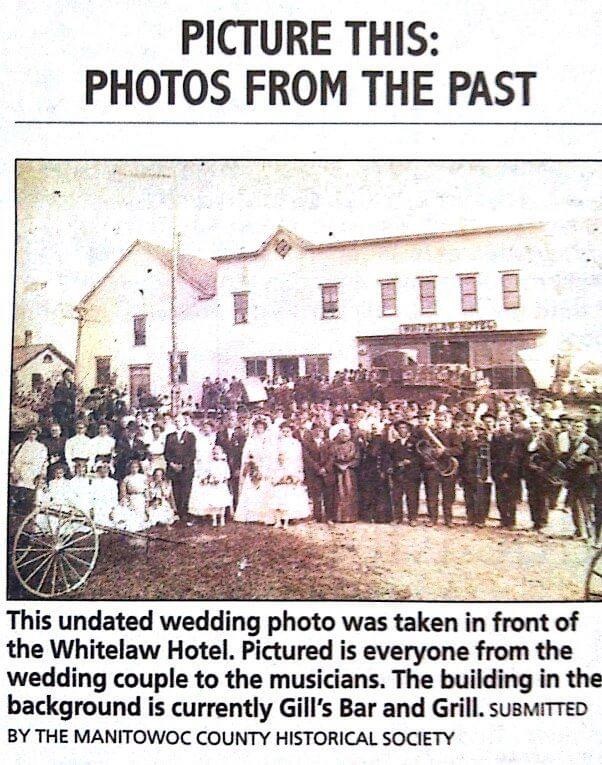 PICTURE THIS:
PHOTOS FROM THE PAST
WHITELAW HOTEL
This undated wedding photo was taken in front of
the Whitelaw Hotel. Pictured is everyone from the
wedding couple to the musicians. The building in the
background is currently Gill's Bar and Grill. SUBMITTED
BY THE MANITOWOC COUNTY HISTORICAL SOCIETY